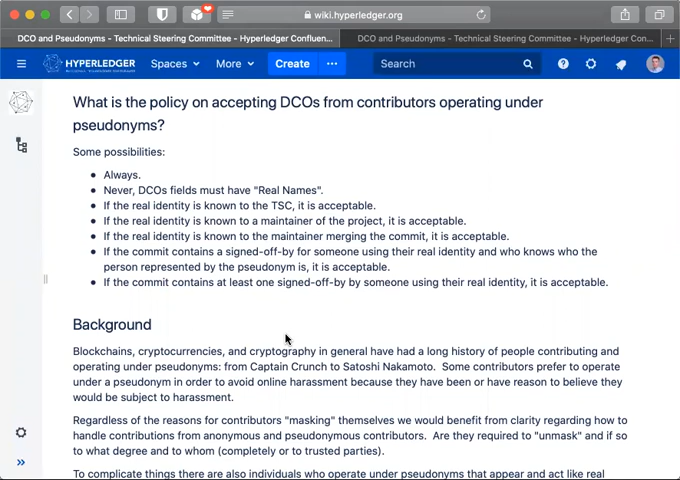 wiki.hyperledger.org
DCO and Pseudonyms - Technical Steering Committee - Hyperledger Confluen...
DCO and Pseudonyms - Technical Steering Committee - Hyperledger Con...
HYPERLEDGER
Spaces
More
Create
Search
What is the policy on accepting DCOs from contributors operating under
pseudonyms?
Some possibilities:
Always.
Never, DCOs fields must have "Real Names".
If the real identity is known to the TSC, it is acceptable.
If the real identity is known to a maintainer of the project, it is acceptable.
If the real identity is known to the maintainer merging the commit, it is acceptable.
If the commit contains a signed-off-by for someone using their real identity and who knows who the
person represented by the pseudonym is, it is acceptable.
If the commit contains at least one signed-off-by by someone using their real identity, it is acceptable.
Background
Blockchains, cryptocurrencies, and cryptography in general have had a long history of people contributing and
operating under pseudonyms: from Captain Crunch to Satoshi Nakamoto. Some contributors prefer to operate
under a pseudonym in order to avoid online harassment because they have been or have reason to believe they
would be subject to harassment.
Regardless of the reasons for contributors "masking" themselves we would benefit from clarity regarding how to
handle contributions from anonymous and pseudonymous contributors. Are they required to "unmask" and if so
to what degree and to whom (completely or to trusted parties).
To complicate things there are also individuals who operate under pseudonyms that appear and act like real